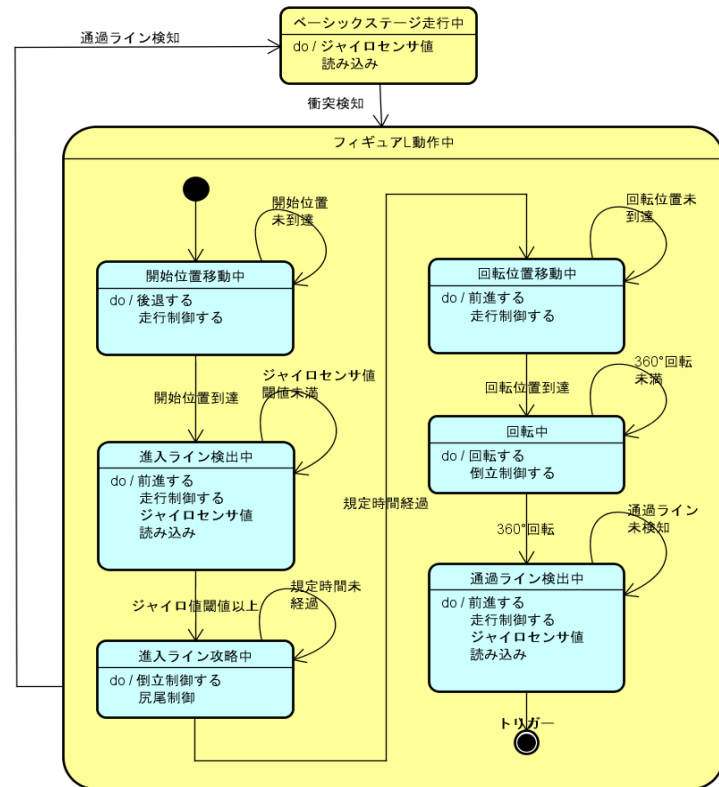 ベーシックステージ走行中
do / ジャイロセンサ値
読み込み
通過ライン検知
衝突検知
フィギュアL動作中
開始位置
未到達
開始位置移動中
do / 後退する
走行制御する
開始位置到達
ジャイロセンサ値
閾値未満
進入ライン検出中
do / 前進する
走行制御する
ジャイロセンサ値
読み込み
ジャイロ値閾値以上
規定時間未
経過
進入ライン攻略中
do / 倒立制御する
尻尾制御
規定時間経過
回転位置未
到達
回転位置移動中
do / 前進する
走行制御する
回転位置到達
360°回転
未満
回転中
do / 回転する
倒立制御する
360°回転
通過ライン
未検知
通過ライン検出中
do / 前進する
走行制御する
ジャイロセンサ値
読み込み
トリガー